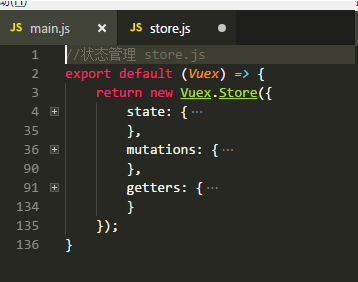 JS main.js × JS store.js
1 //状态管理 store.js
2 export default (Vuex) => {
3 return new Vuex.Store({
4 state: {···
35 },
36 mutations: {···
90 },
91 getters: {···
134 }
135 });
136 }